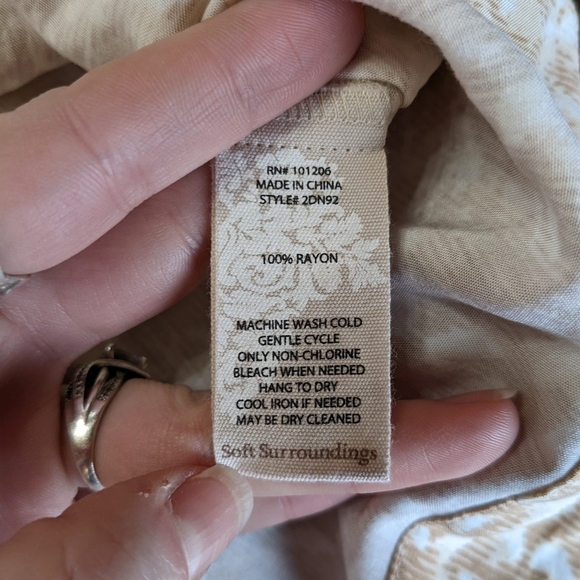 RN# 101206
MADE IN CHINA
STYLE# 2DN92
100% RAYON
MACHINE WASH COLD
GENTLE CYCLE
ONLY NON-CHLORINE
BLEACH WHEN NEEDED
HANG TO DRY
COOL IRON IF NEEDED
MAY BE DRY CLEANED
Soft Surroundings